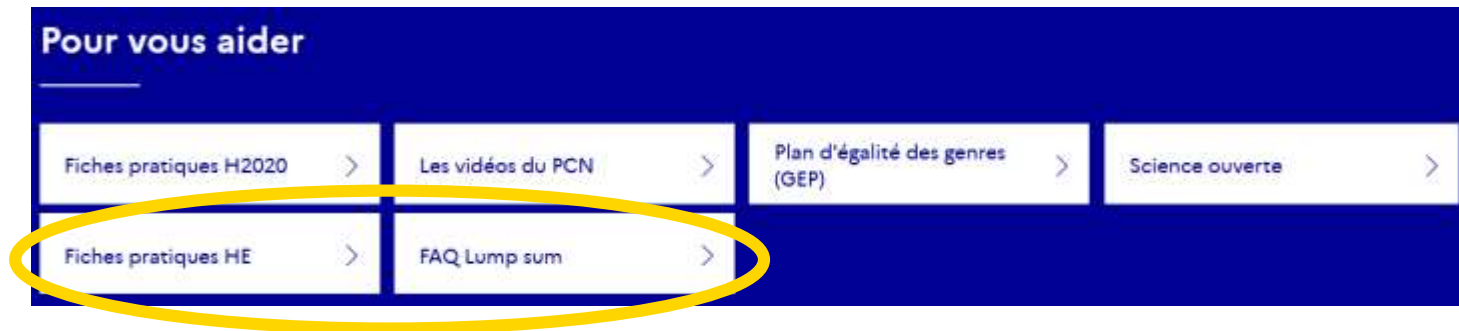 Pour vous aider
Fiches pratiques H2020
Les vidéos du PCN
Plan d'égalité des genres
(GEP)
Science ouverte
Fiches pratiques HE
FAQ Lump sum